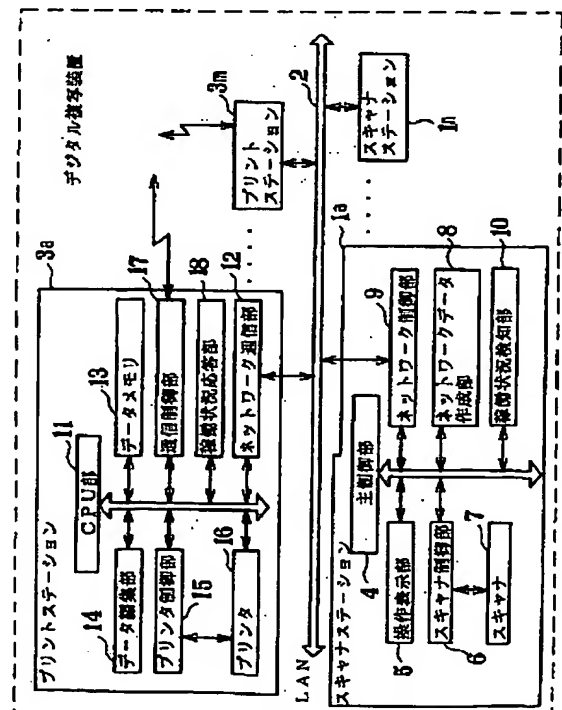 デジタル複写装置
プリントステーション
3a
11
CPU部
14
データ編集部
プリンタ制御部
15
16
プリンタ
13
データメモリ
17
通信制御部
18
稼働状況応答部
12
ネットワーク通信部
3m
プリント
ステーション
2
LAN
スキャナ
ステーション
1n
1a
スキャナステーション
4
主制御部
5
操作表示部
6
スキャナ制御部
7
スキャナ
9
ネットワーク制御部
8
ネットワークデータ
作成部
10
稼働状況検知部